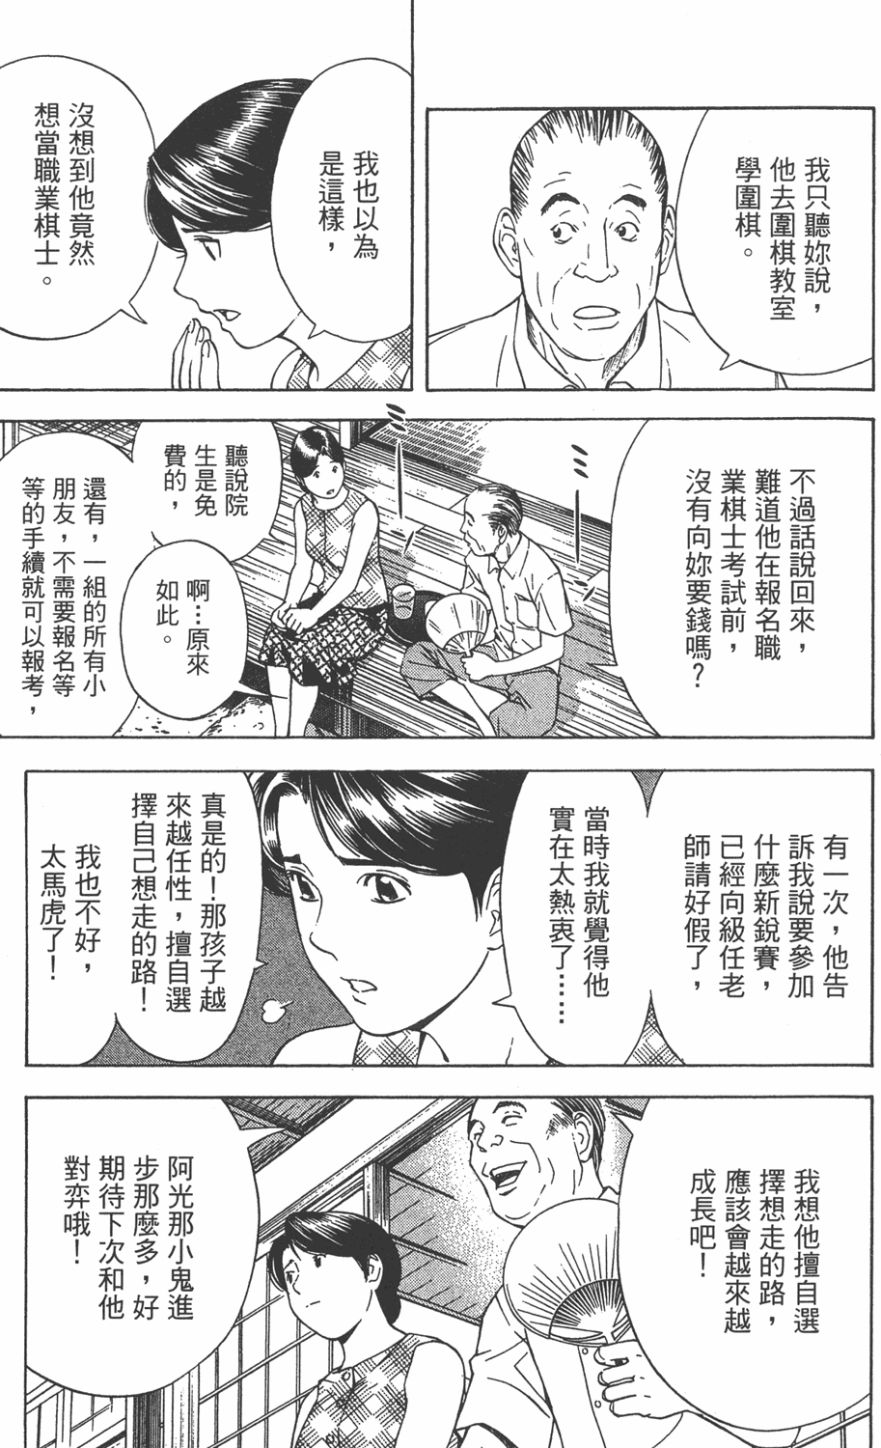 我只聽妳說，
他去圍棋教室
學圍棋。
我也以為
是這樣，
沒想到他竟然
想當職業棋士。
不過話說回來，
難道他在報名職
業棋士考試前，
沒有向妳要錢嗎？
聽說院
生是免
費的，
啊…原來
如此。
還有，一組的所有小
朋友，不需要報名等
等的手續就可以報考，
有一次，他告
訴我說要參加
什麼新銳賽，
已經向級任老
師請好假了，
當時我就覺得他
實在太熱衷了……
真是的！那孩子越
來越任性，擅自選
擇自己想走的路！
我也不好，
太馬虎了！
我想他擅自選
擇想走的路，
應該會越來越
成長吧！
阿光那小鬼進
步那麼多，好
期待下次和他
對弈哦！